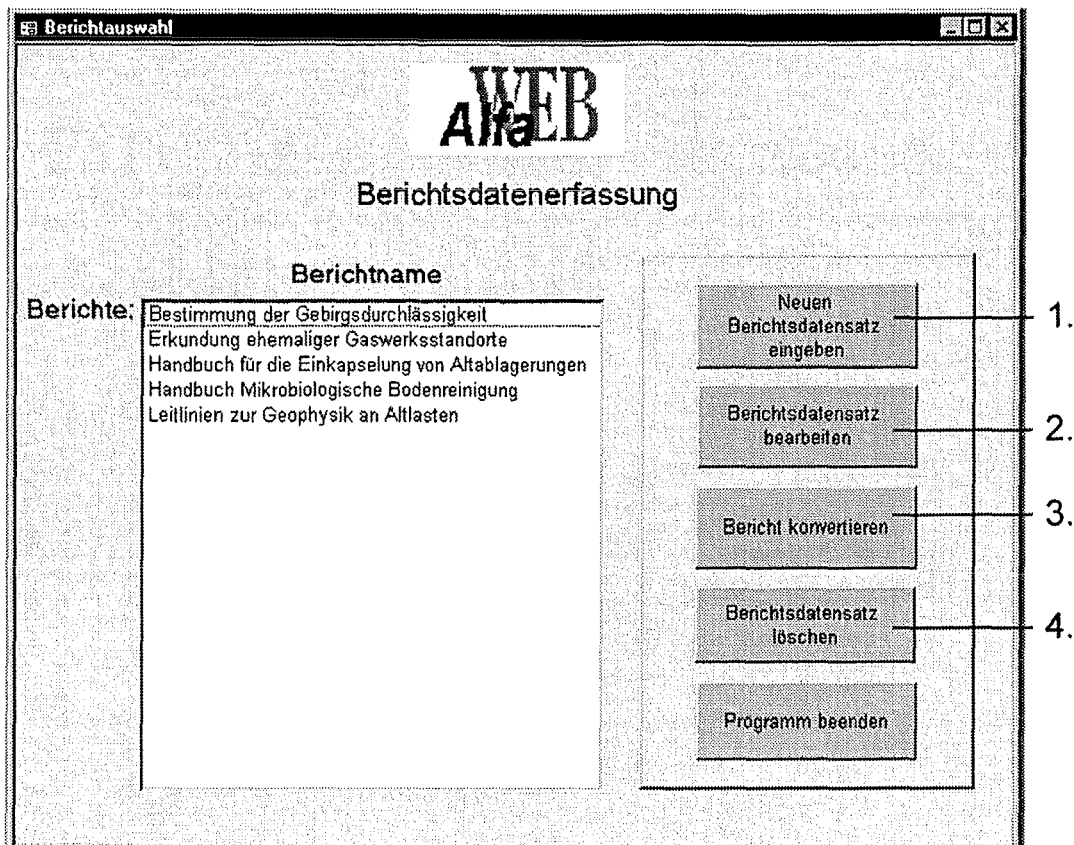 Berichtauswahl
AlfaWEB
Berichtsdatenerfassung
Berichtname
Berichte:
Bestimmung der Gebirgsdurchlässigkeit
Erkundung ehemaliger Gaswerksstandorte
Handbuch für die Einkapselung von Altablagerungen
Handbuch Mikrobiologische Bodenreinigung
Leitlinien zur Geophysik an Altlasten
Neuen
Berichtsdatensatz
eingeben
1.
Berichtsdatensatz
bearbeiten
2.
Bericht konvertieren
3.
Berichtsdatensatz
löschen
4.
Programm beenden